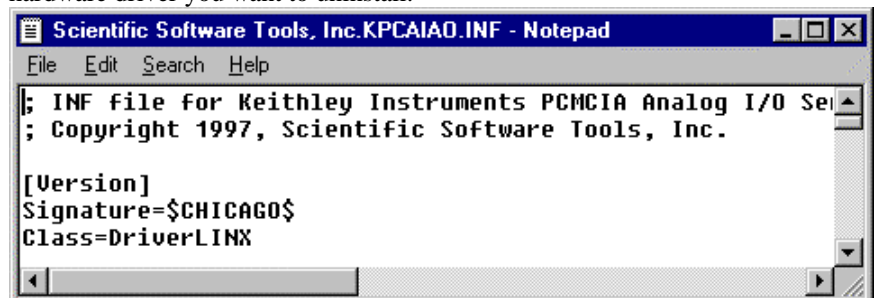 hardware driver you want to uninstall.
Scientific Software Tools, Inc.KPCAIAO.INF - Notepad
File Edit Search Help
; INF file for Keithley Instruments PCMCIA Analog I/O Se
; Copyright 1997, Scientific Software Tools, Inc.
[Version]
Signature=$CHICAGO$
Class=DriverLINX